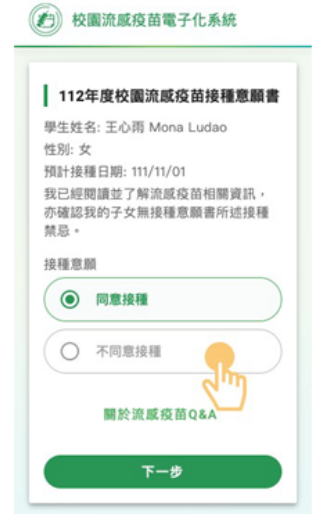 校園流感疫苗電子化系統
112年度校園流感疫苗接種意願書
學生姓名: 王心雨 Mona Ludao
性別: 女
預計接種日期: 111/11/01
我已經閱讀並了解流感疫苗相關資訊，
亦確認我的子女無接種意願書所述接種
禁忌。
接種意願
同意接種
不同意接種
關於流感疫苗Q&A
下一步